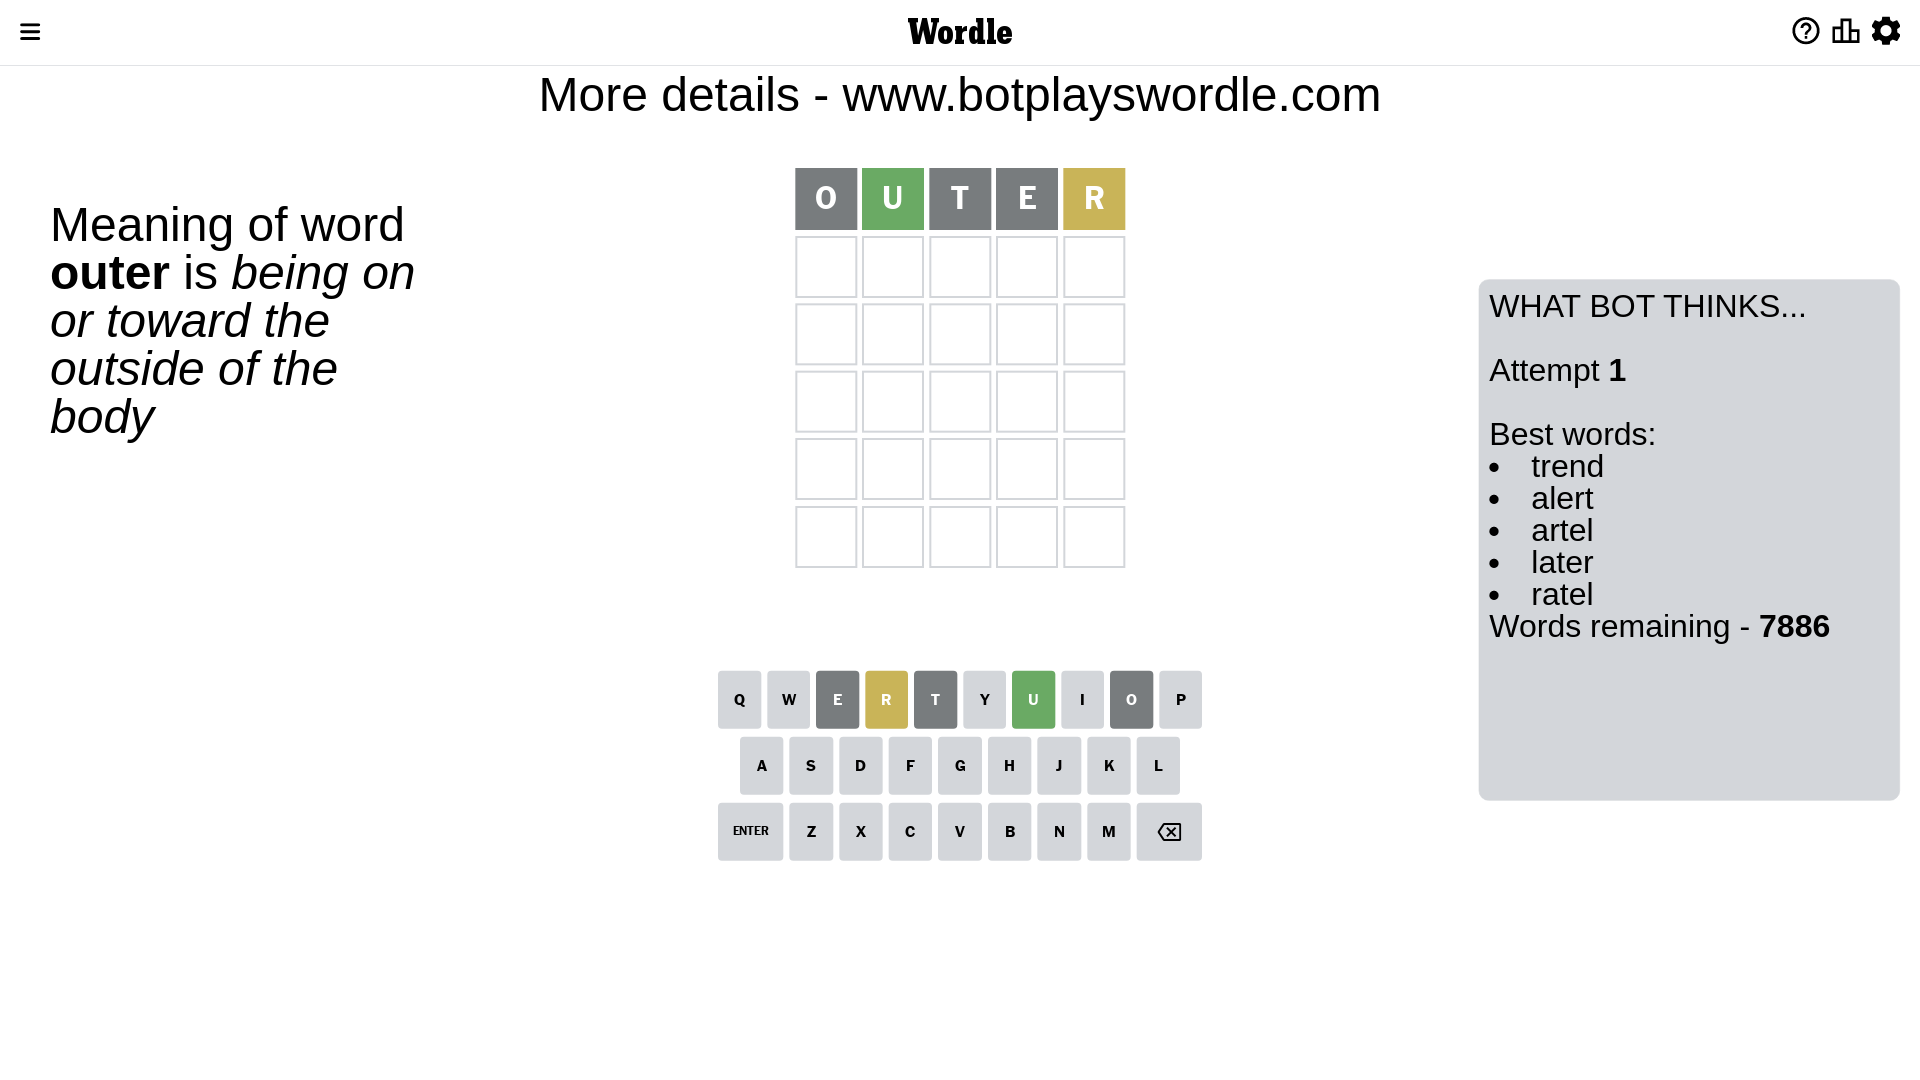 Wordle
More details - www.botplayswordle.com
Meaning of word
outer is being on
or toward the
outside of the
body
O U T E R
WHAT BOT THINKS...
Attempt 1
Best words:
• trend
• alert
• artel
• later
• ratel
Words remaining - 7886
Q W E R T Y U I O P
A S D F G H J K L
ENTER Z X C V B N M